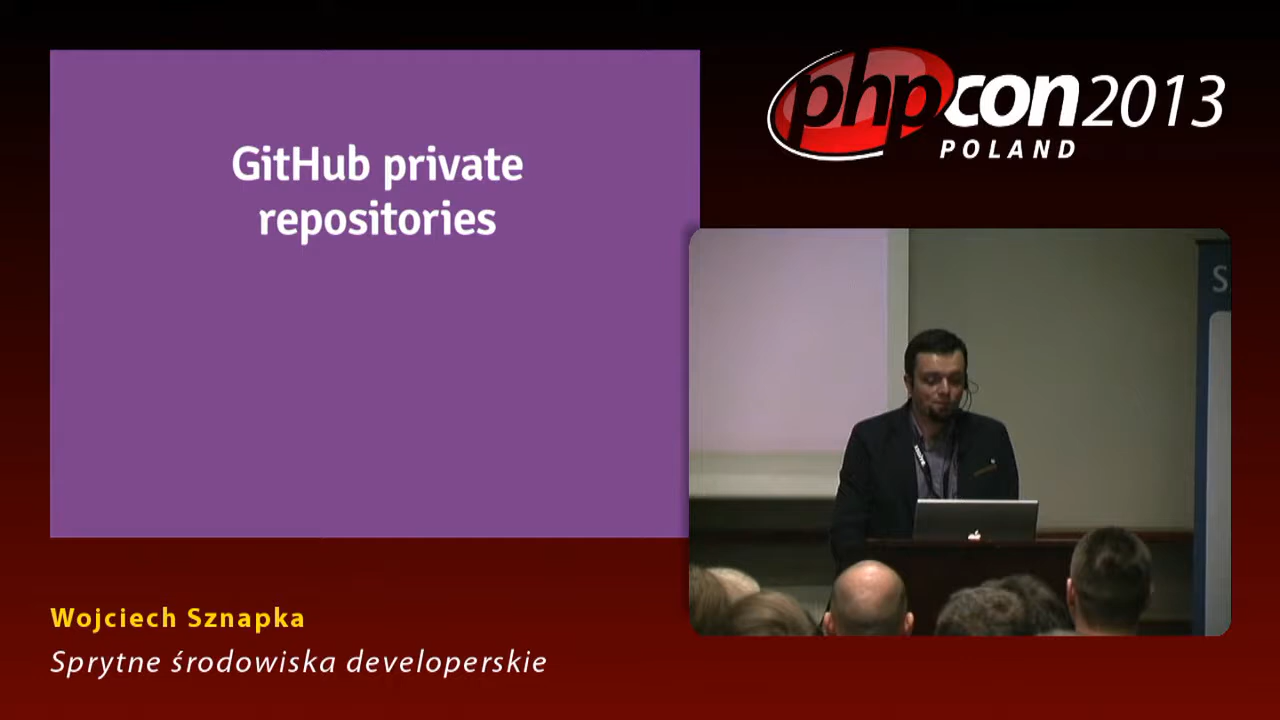 GitHub private
repositories
phpcon2013
POLAND
S
Wojciech Sznapka
Sprytne środowiska developerskie